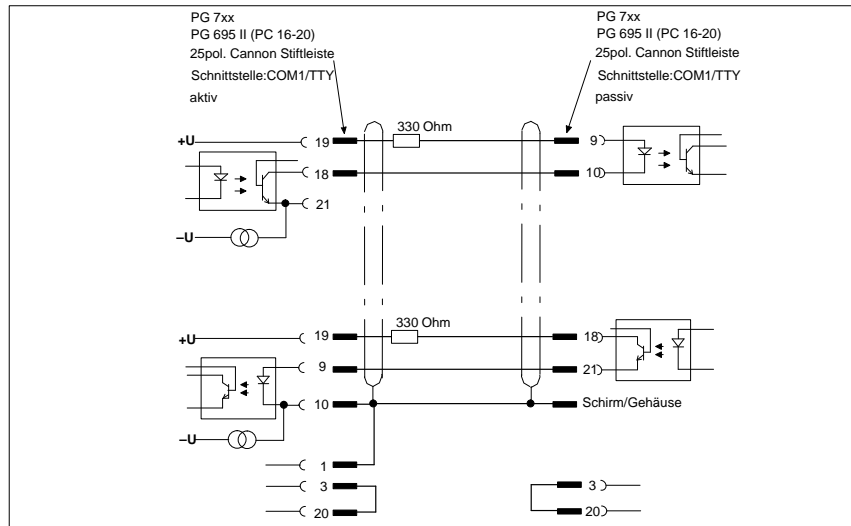 PG 7xx
PG 695 II (PC 16-20)
25pol. Cannon Stiftleiste
Schnittstelle:COM1/TTY
aktiv
PG 7xx
PG 695 II (PC 16-20)
25pol. Cannon Stiftleiste
Schnittstelle:COM1/TTY
passiv
+U
19
330 Ohm
9
18
10
21
–U
+U
19
330 Ohm
18
9
21
10
Schirm/Gehäuse
–U
1
3
3
20
20